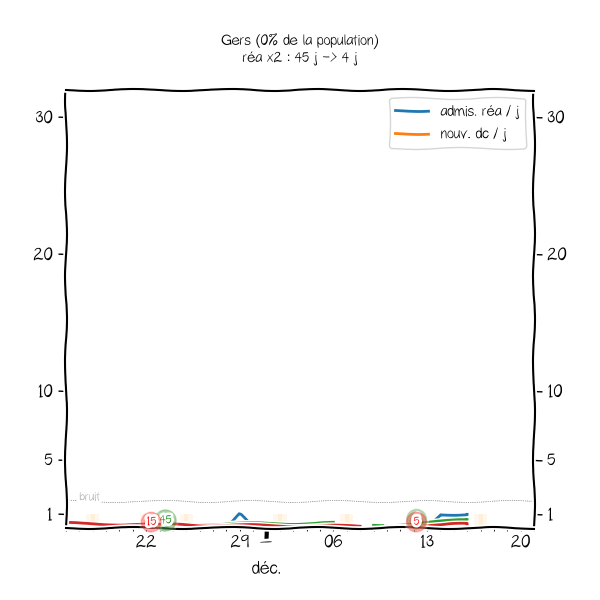 Gers (0% de la population)
réa x2 : 45 j -> 4 j
admis. réa / j
nouv. dc / j
30 30
20 20
10 10
5 5
bruit
1 1
15 45 5
22 29 06 13 20
déc.